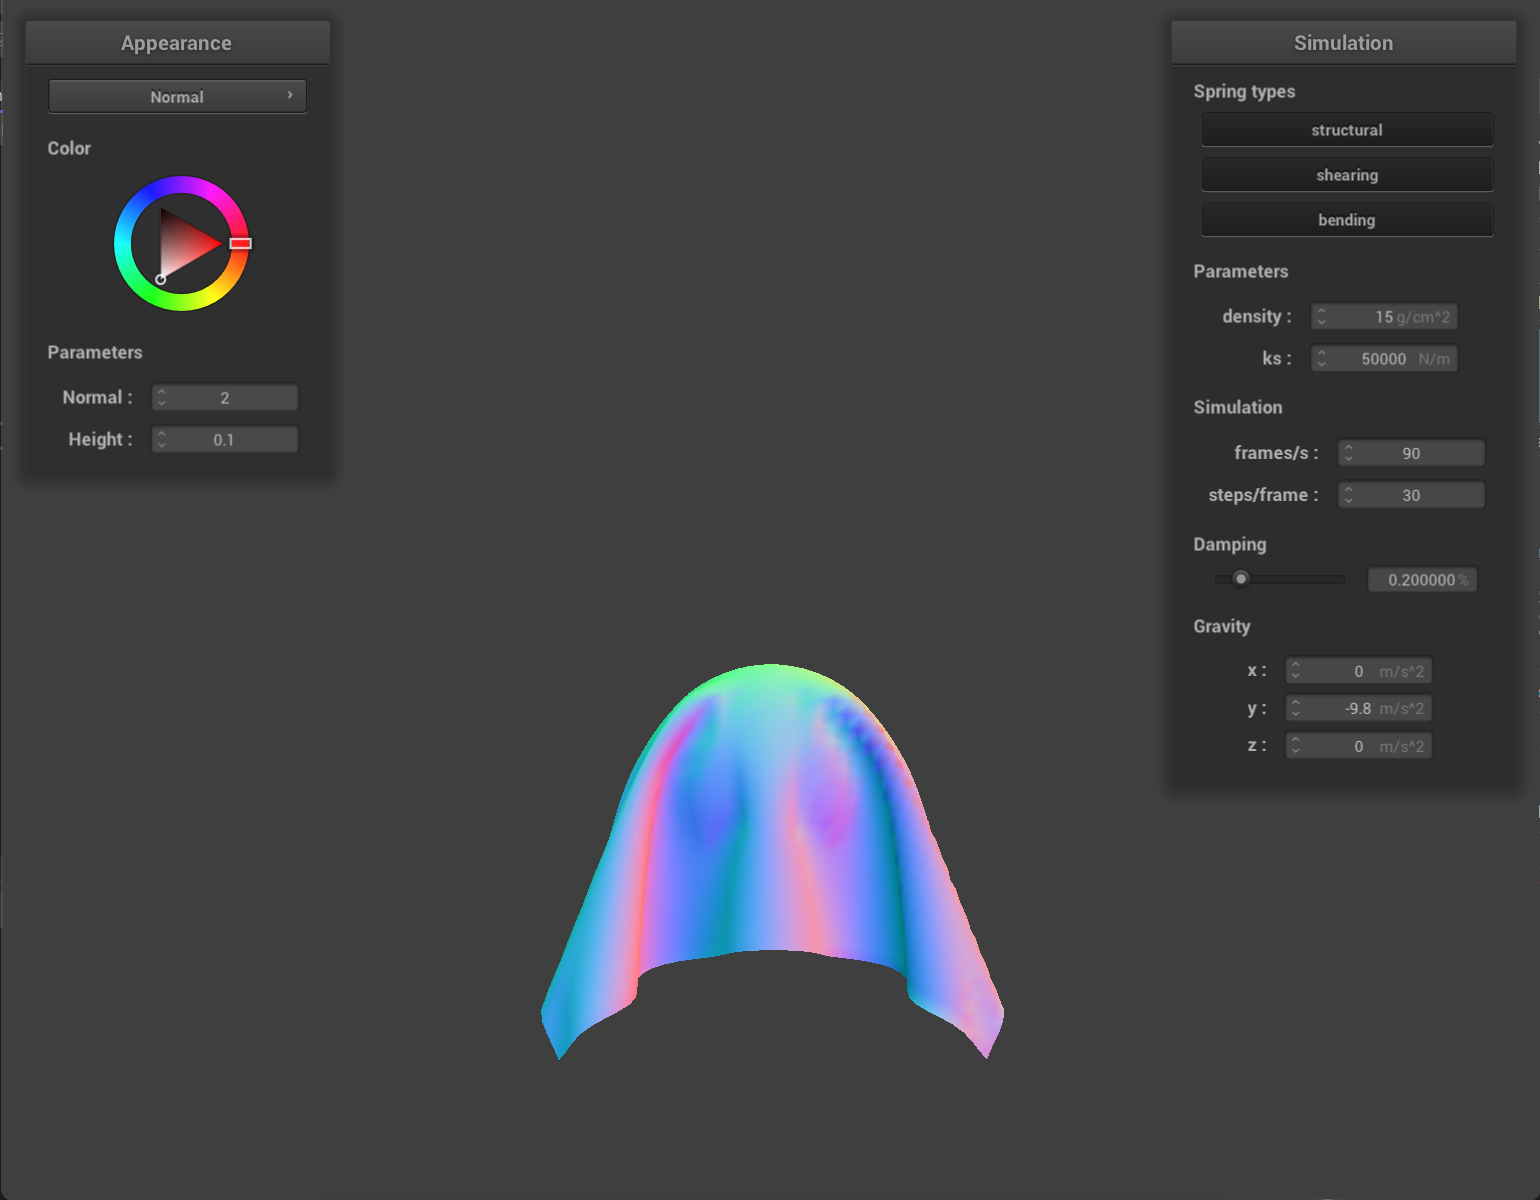 Appearance
Normal
Color
Parameters
Normal : 2
Height : 0.1
Simulation
Spring types
structural
shearing
bending
Parameters
density : 15 g/cm^2
ks : 50000 N/m
Simulation
frames/s : 90
steps/frame : 30
Damping
0.200000 %
Gravity
x : 0 m/s^2
y : -9.8 m/s^2
z : 0 m/s^2